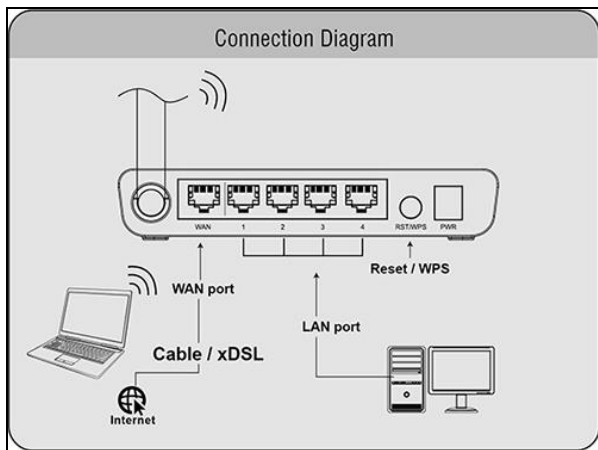 Connection Diagram
WAN 1 2 3 4 RST/WPS PWR
Reset / WPS
WAN port
LAN port
Cable / xDSL
Internet